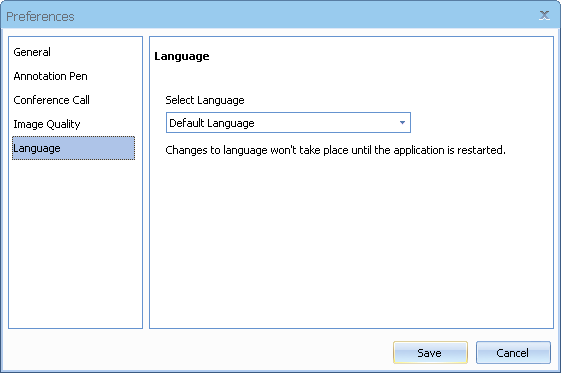 Preferences
General
Annotation Pen
Conference Call
Image Quality
Language
Language
Select Language
Default Language
Changes to language won't take place until the application is restarted.
Save
Cancel